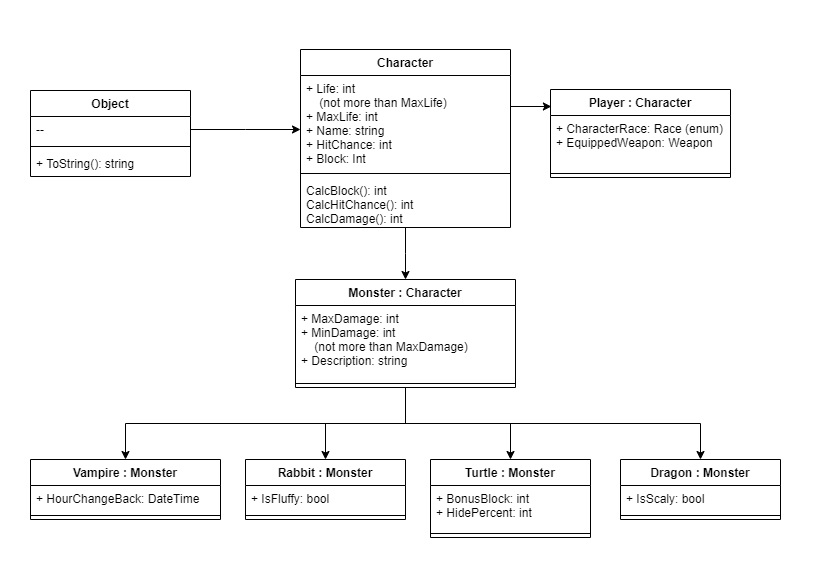 Object
--
+ ToString(): string
Character
+ Life: int
(not more than MaxLife)
+ MaxLife: int
+ Name: string
+ HitChance: int
+ Block: Int
CalcBlock(): int
CalcHitChance(): int
CalcDamage(): int
Player : Character
+ CharacterRace: Race (enum)
+ EquippedWeapon: Weapon
Monster : Character
+ MaxDamage: int
+ MinDamage: int
(not more than MaxDamage)
+ Description: string
Vampire : Monster
+ HourChangeBack: DateTime
Rabbit : Monster
+ IsFluffy: bool
Turtle : Monster
+ BonusBlock: int
+ HidePercent: int
Dragon : Monster
+ IsScaly: bool